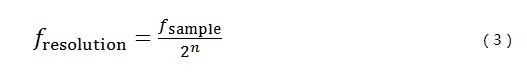 f_resolution = f_sample / 2^n (3)